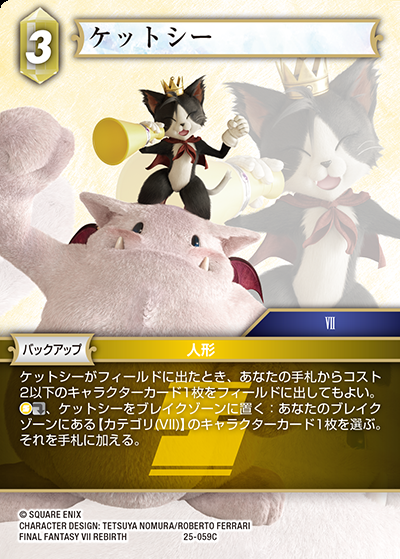 3
ケットシー
VII
バックアップ
人形
ケットシーがフィールドに出たとき、あなたの手札からコスト
2以下のキャラクターカード1枚をフィールドに出してもよい。
、ケットシーをブレイクゾーンに置く：あなたのブレイク
ゾーンにある【カテゴリ(VII)】のキャラクターカード1枚を選ぶ。
それを手札に加える。
© SQUARE ENIX
CHARACTER DESIGN: TETSUYA NOMURA/ROBERTO FERRARI
FINAL FANTASY VII REBIRTH
25-059C